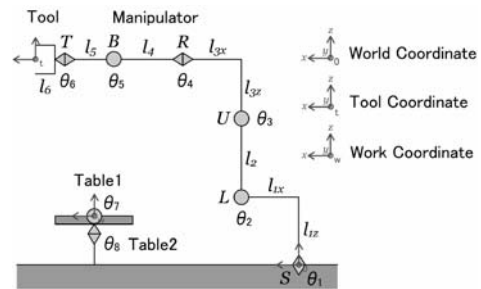 Tool Manipulator
T l5 B l4 R l3x
l6 θ6 θ5 θ4
l3z
U θ3
l2
L l1x
θ2
l1z
S θ1
Table1
θ7
θ8 Table2
z x y 0 World Coordinate
z x y t Tool Coordinate
z x y w Work Coordinate
t